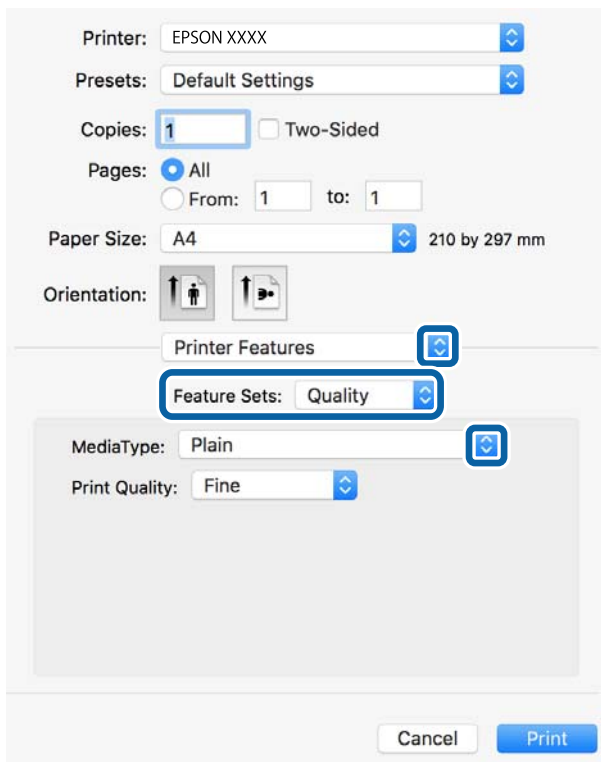 Printer: EPSON XXXX
Presets: Default Settings
Copies: 1 Two-Sided
Pages: All
From: 1 to: 1
Paper Size: A4 210 by 297 mm
Orientation:
Printer Features
Feature Sets: Quality
MediaType: Plain
Print Quality: Fine
Cancel Print